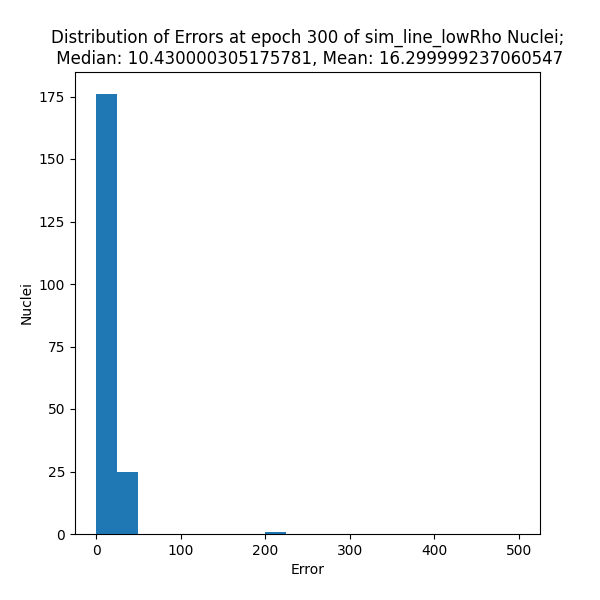 Distribution of Errors at epoch 300 of sim_line_lowRho Nuclei;
Median: 10.430000305175781, Mean: 16.299999237060547
175
150
125
100
75
50
25
0
Nuclei
0 100 200 300 400 500
Error